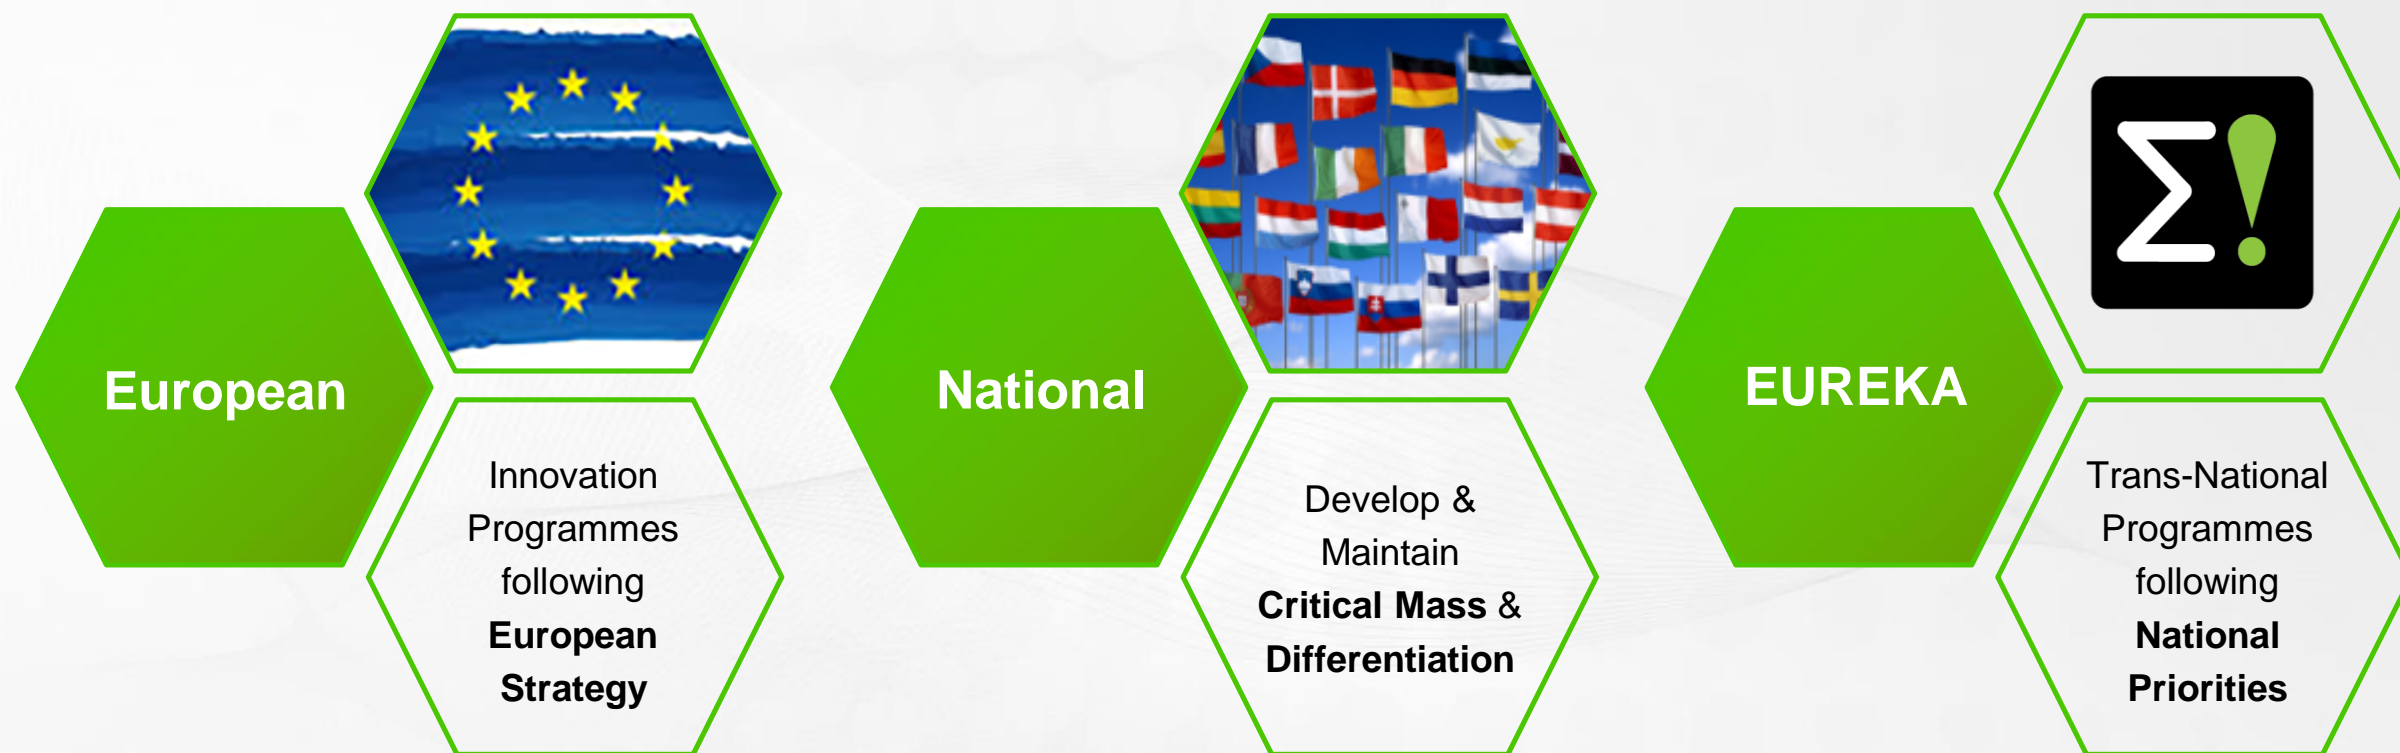 European
Innovation
Programmes
following
European
Strategy
National
Develop &
Maintain
Critical Mass &
Differentiation
EUREKA
Σ!
Trans-National
Programmes
following
National
Priorities